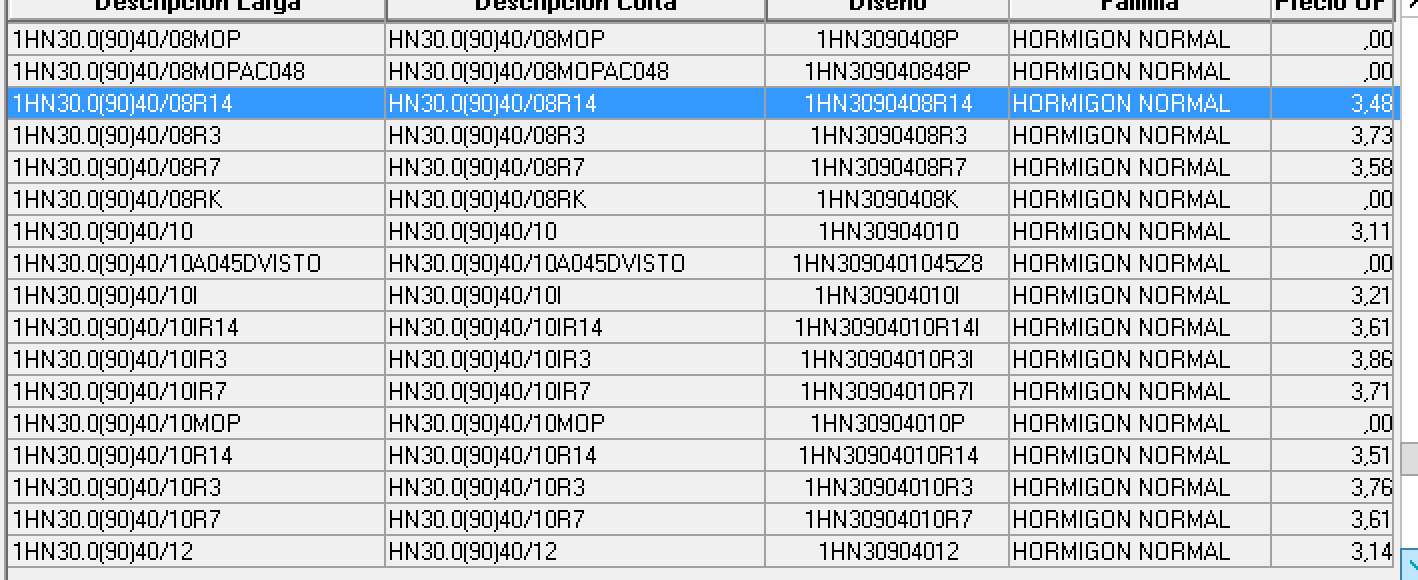 Descripción Larga Descripción Corta Diseño Familia Precio UF
1HN30.0(90)40/08MOP HN30.0(90)40/08MOP 1HN3090408P HORMIGON NORMAL ,00
1HN30.0(90)40/08MOPAC048 HN30.0(90)40/08MOPAC048 1HN309040848P HORMIGON NORMAL ,00
1HN30.0(90)40/08R14 HN30.0(90)40/08R14 1HN3090408R14 HORMIGON NORMAL 3,48
1HN30.0(90)40/08R3 HN30.0(90)40/08R3 1HN3090408R3 HORMIGON NORMAL 3,73
1HN30.0(90)40/08R7 HN30.0(90)40/08R7 1HN3090408R7 HORMIGON NORMAL 3,58
1HN30.0(90)40/08RK HN30.0(90)40/08RK 1HN3090408K HORMIGON NORMAL ,00
1HN30.0(90)40/10 HN30.0(90)40/10 1HN30904010 HORMIGON NORMAL 3,11
1HN30.0(90)40/10A045DVISTO HN30.0(90)40/10A045DVISTO 1HN3090401045Z8 HORMIGON NORMAL ,00
1HN30.0(90)40/10I HN30.0(90)40/10I 1HN30904010I HORMIGON NORMAL 3,21
1HN30.0(90)40/10IR14 HN30.0(90)40/10IR14 1HN30904010R14I HORMIGON NORMAL 3,61
1HN30.0(90)40/10IR3 HN30.0(90)40/10IR3 1HN30904010R3I HORMIGON NORMAL 3,86
1HN30.0(90)40/10IR7 HN30.0(90)40/10IR7 1HN30904010R7I HORMIGON NORMAL 3,71
1HN30.0(90)40/10MOP HN30.0(90)40/10MOP 1HN30904010P HORMIGON NORMAL ,00
1HN30.0(90)40/10R14 HN30.0(90)40/10R14 1HN30904010R14 HORMIGON NORMAL 3,51
1HN30.0(90)40/10R3 HN30.0(90)40/10R3 1HN30904010R3 HORMIGON NORMAL 3,76
1HN30.0(90)40/10R7 HN30.0(90)40/10R7 1HN30904010R7 HORMIGON NORMAL 3,61
1HN30.0(90)40/12 HN30.0(90)40/12 1HN30904012 HORMIGON NORMAL 3,14